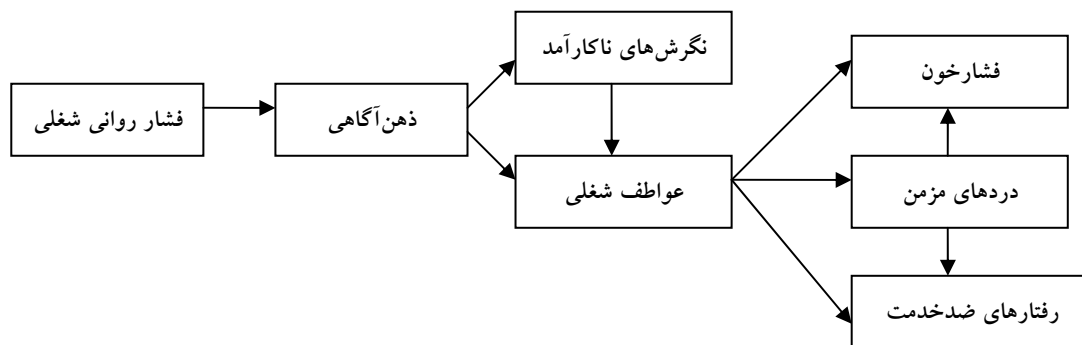 فشار روانی شغلی
ذهن‌آگاهی
نگرش‌های ناکارآمد
عواطف شغلی
فشارخون
دردهای مزمن
رفتارهای ضدخدمت